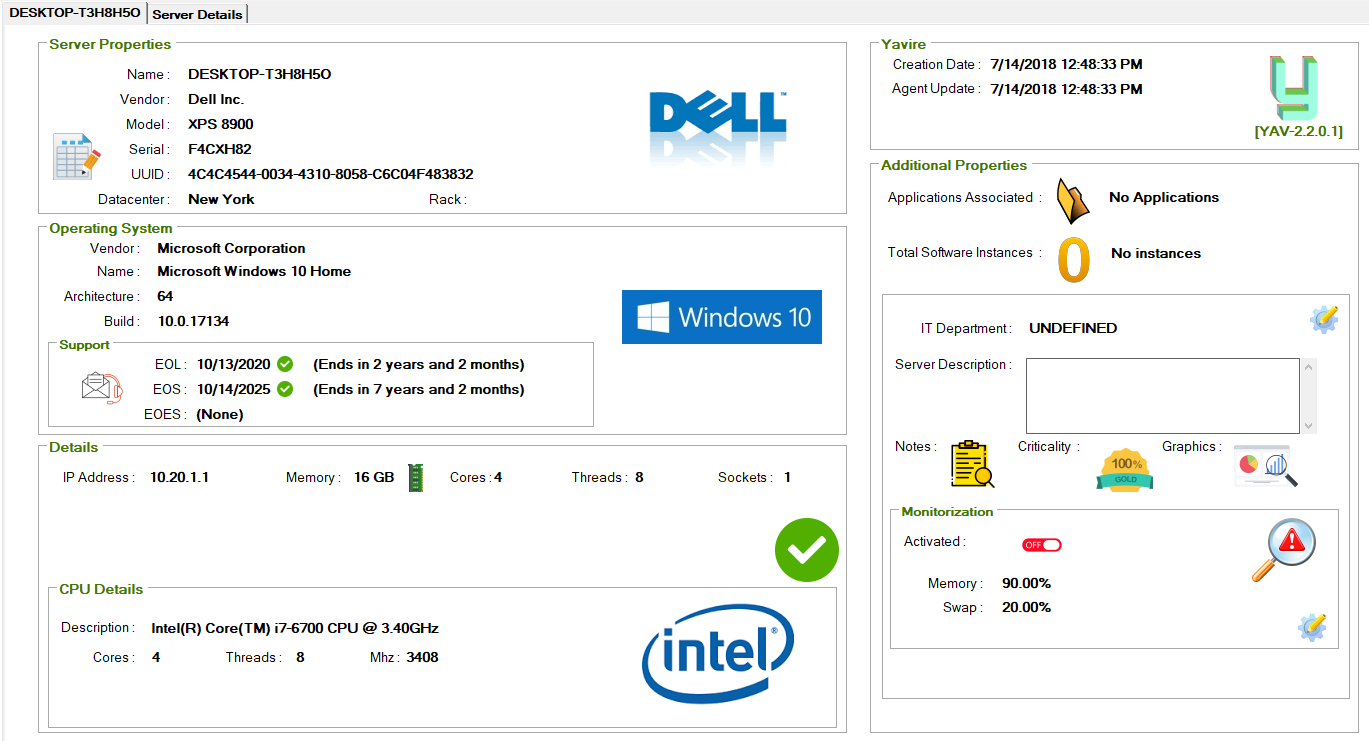 DESKTOP-T3H8H5O Server Details
Server Properties
Name : DESKTOP-T3H8H5O
Vendor : Dell Inc.
Model : XPS 8900
Serial : F4CXH82
UUID : 4C4C4544-0034-4310-8058-C6C04F483832
Datacenter : New York Rack :
DELL™
Operating System
Vendor : Microsoft Corporation
Name : Microsoft Windows 10 Home
Architecture : 64
Build : 10.0.17134
Windows 10
Support
EOL : 10/13/2020 (Ends in 2 years and 2 months)
EOS : 10/14/2025 (Ends in 7 years and 2 months)
EOES : (None)
Details
IP Address : 10.20.1.1 Memory : 16 GB Cores : 4 Threads : 8 Sockets : 1
CPU Details
Description : Intel(R) Core(TM) i7-6700 CPU @ 3.40GHz
Cores : 4 Threads : 8 Mhz : 3408
intel®
Yavire
Creation Date : 7/14/2018 12:48:33 PM
Agent Update : 7/14/2018 12:48:33 PM
y
[YAV-2.2.0.1]
Additional Properties
Applications Associated : No Applications
Total Software Instances : 0 No instances
IT Department : UNDEFINED
Server Description :
Notes : Criticality : Graphics :
100%
GOLD
Monitorization
Activated : OFF
Memory : 90.00%
Swap : 20.00%